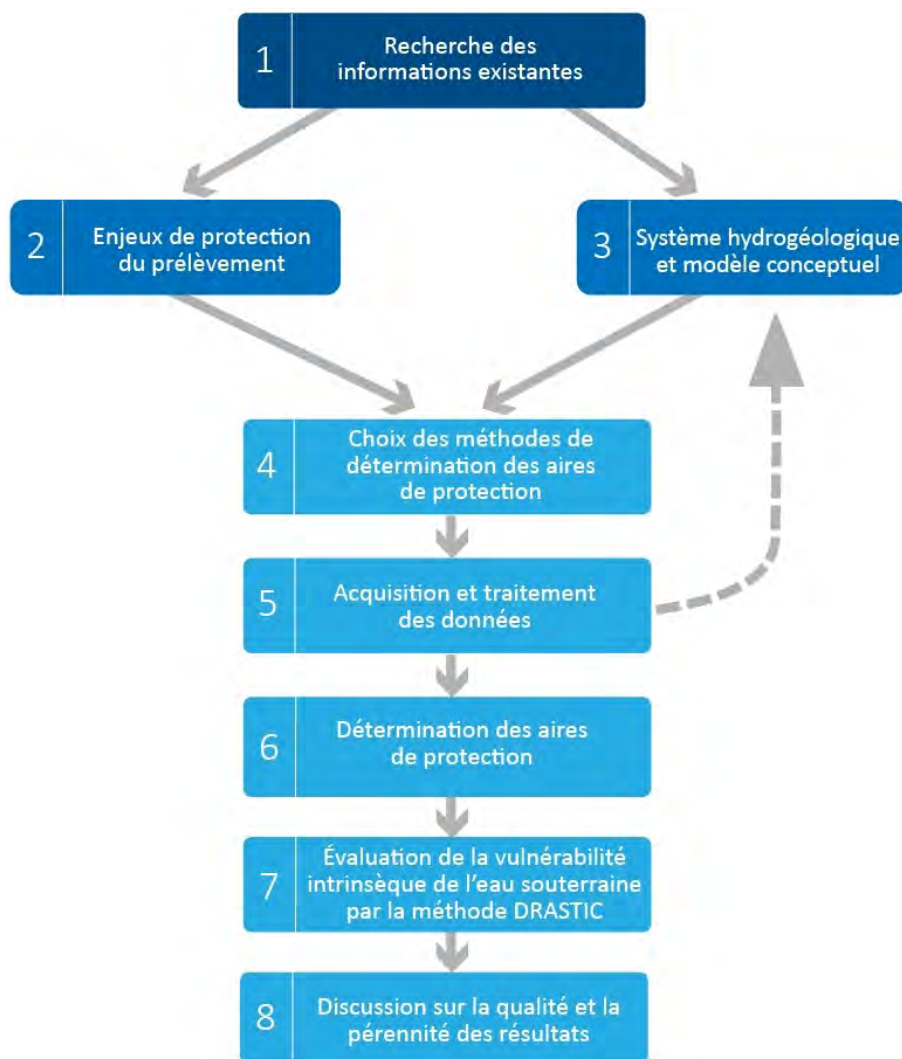 1
Recherche des
informations existantes
2
Enjeux de protection
du prélèvement
3
Système hydrogéologique
et modèle conceptuel
4
Choix des méthodes de
détermination des aires
de protection
5
Acquisition et traitement
des données
6
Détermination des aires
de protection
7
Évaluation de la vulnérabilité
intrinsèque de l'eau souterraine
par la méthode DRASTIC
8
Discussion sur la qualité et la
pérennité des résultats